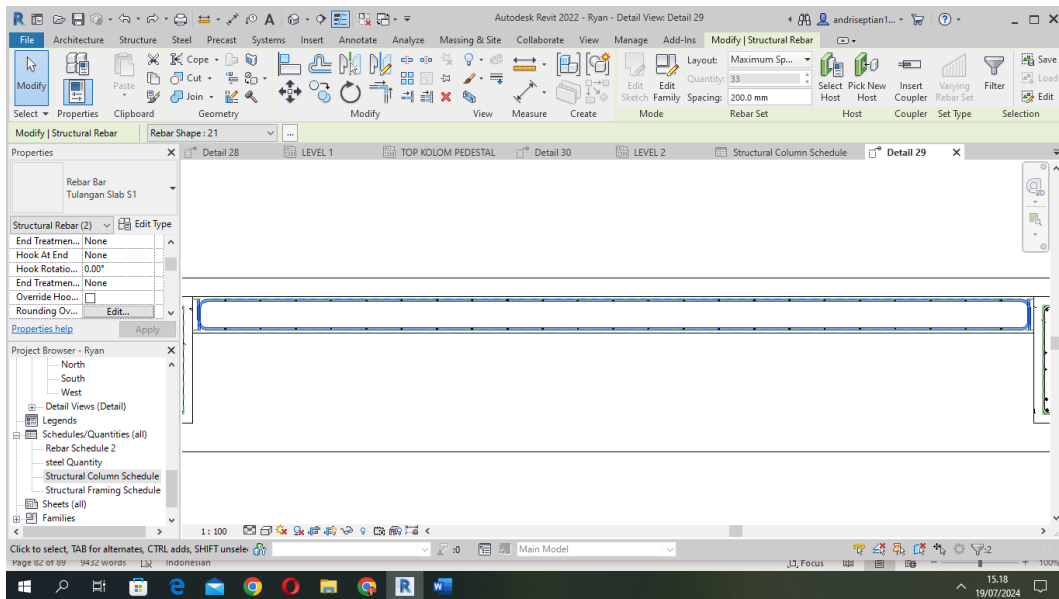 Autodesk Revit 2022 - Ryan - Detail View: Detail 29
andriseptian1...
File Architecture Structure Steel Precast Systems Insert Annotate Analyze Massing & Site Collaborate View Manage Add-Ins Modify | Structural Rebar
Modify
Paste
Cope
Cut
Join
Edit Sketch
Edit Family
Layout: Maximum Sp...
Quantity: 33
Spacing: 200.0 mm
Select Host
Pick New Host
Insert Coupler
Varying Rebar Set
Filter
Save
Load
Edit
Select Properties Clipboard Geometry Modify View Measure Create Mode Rebar Set Host Coupler Set Type Selection
Modify | Structural Rebar Rebar Shape : 21 ...
Properties
Detail 28 LEVEL 1 TOP KOLOM PEDESTAL Detail 30 LEVEL 2 Structural Column Schedule Detail 29
Rebar Bar
Tulangan Slab S1
Structural Rebar (2) Edit Type
End Treatmen... None
Hook At End None
Hook Rotatio... 0.00°
End Treatmen... None
Override Hoo...
Rounding Ov... Edit...
Properties help Apply
Project Browser - Ryan
North
South
West
Detail Views (Detail)
Legends
Schedules/Quantities (all)
Rebar Schedule 2
steel Quantity
Structural Column Schedule
Structural Framing Schedule
Sheets (all)
Families
1 : 100
Click to select, TAB for alternates, CTRL adds, SHIFT unsele
:0
Main Model
:2
Page 82 of 89 9432 words Indonesian Focus 100%
15.18
19/07/2024